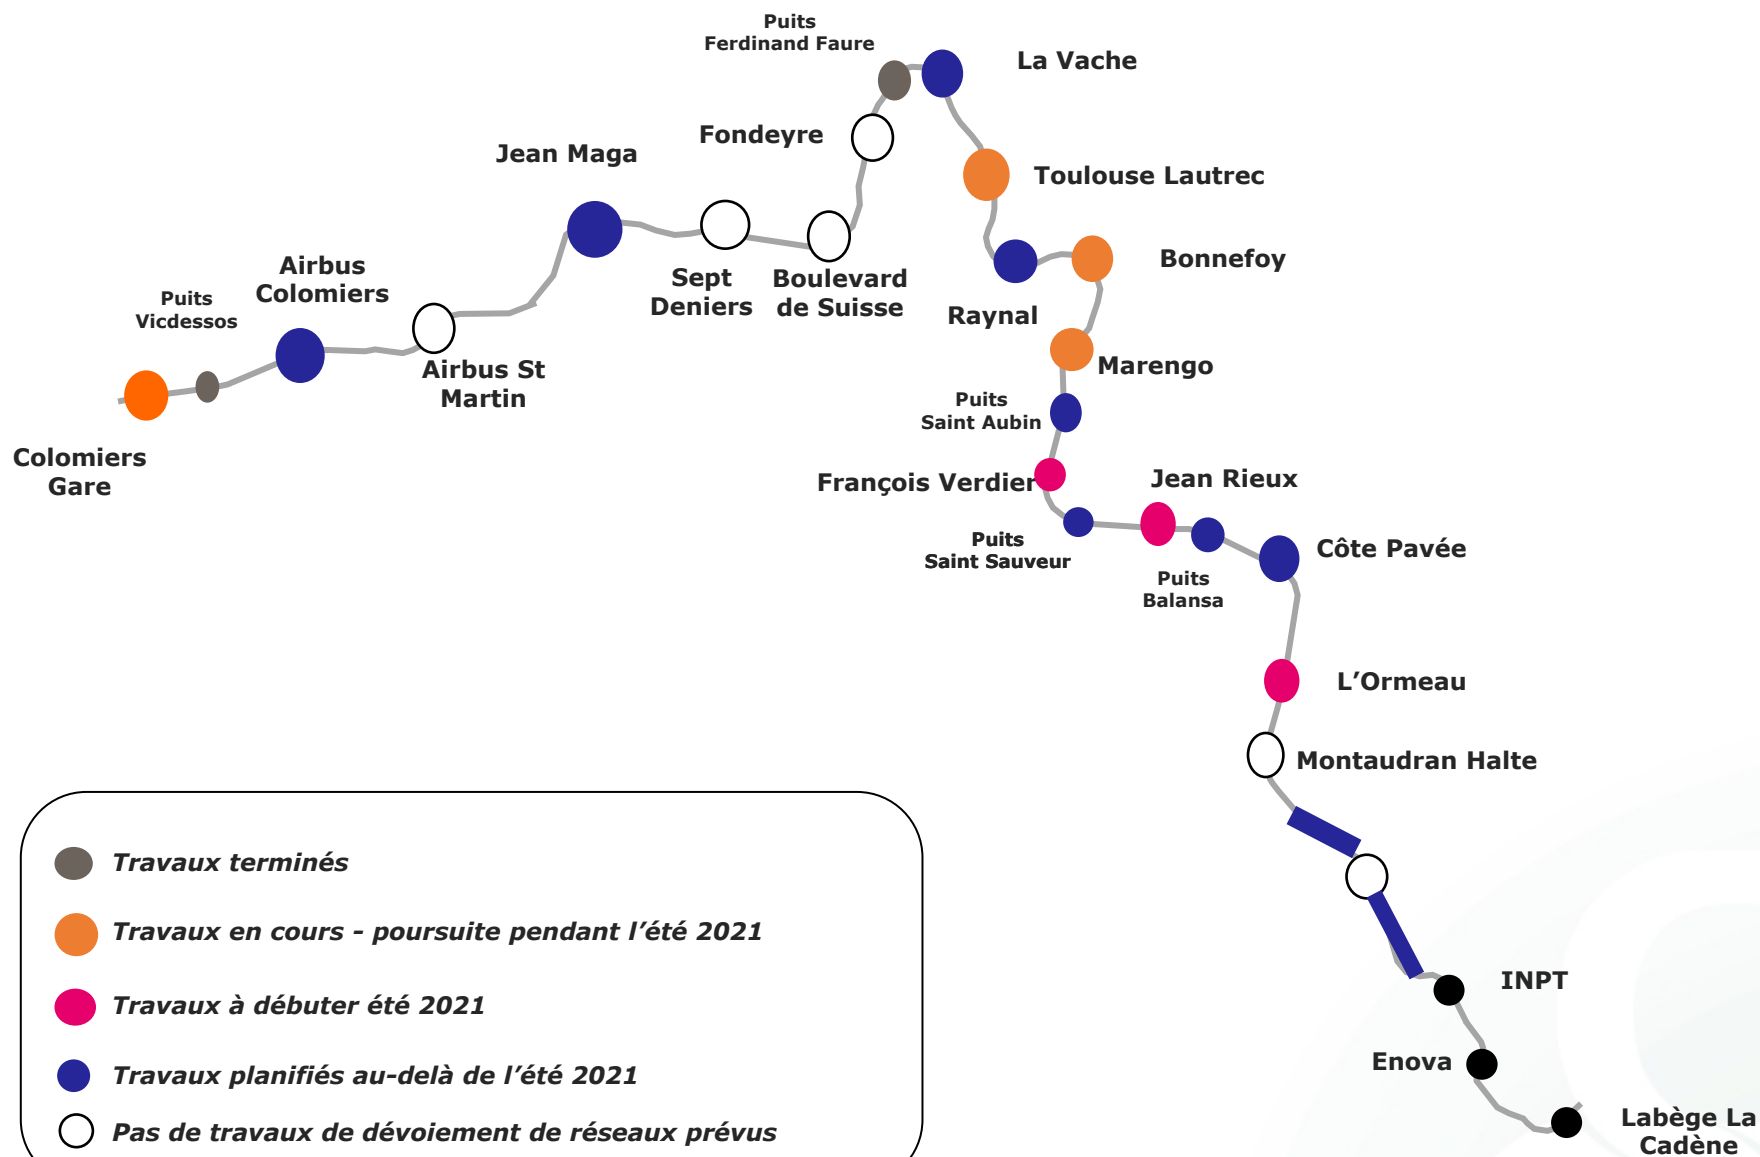 Puits
Ferdinand Faure
La Vache
Fondeyre
Jean Maga
Toulouse Lautrec
Bonnefoy
Airbus
Colomiers
Sept
Deniers
Boulevard
de Suisse
Puits
Vicdessos
Raynal
Airbus St
Martin
Marengo
Puits
Saint Aubin
Colomiers
Gare
François Verdier
Jean Rieux
Puits
Saint Sauveur
Côte Pavée
Puits
Balansa
L’Ormeau
Montaudran Halte
INPT
Enova
Labège La
Cadène
Travaux terminés
Travaux en cours - poursuite pendant l’été 2021
Travaux à débuter été 2021
Travaux planifiés au-delà de l’été 2021
Pas de travaux de dévoiement de réseaux prévus